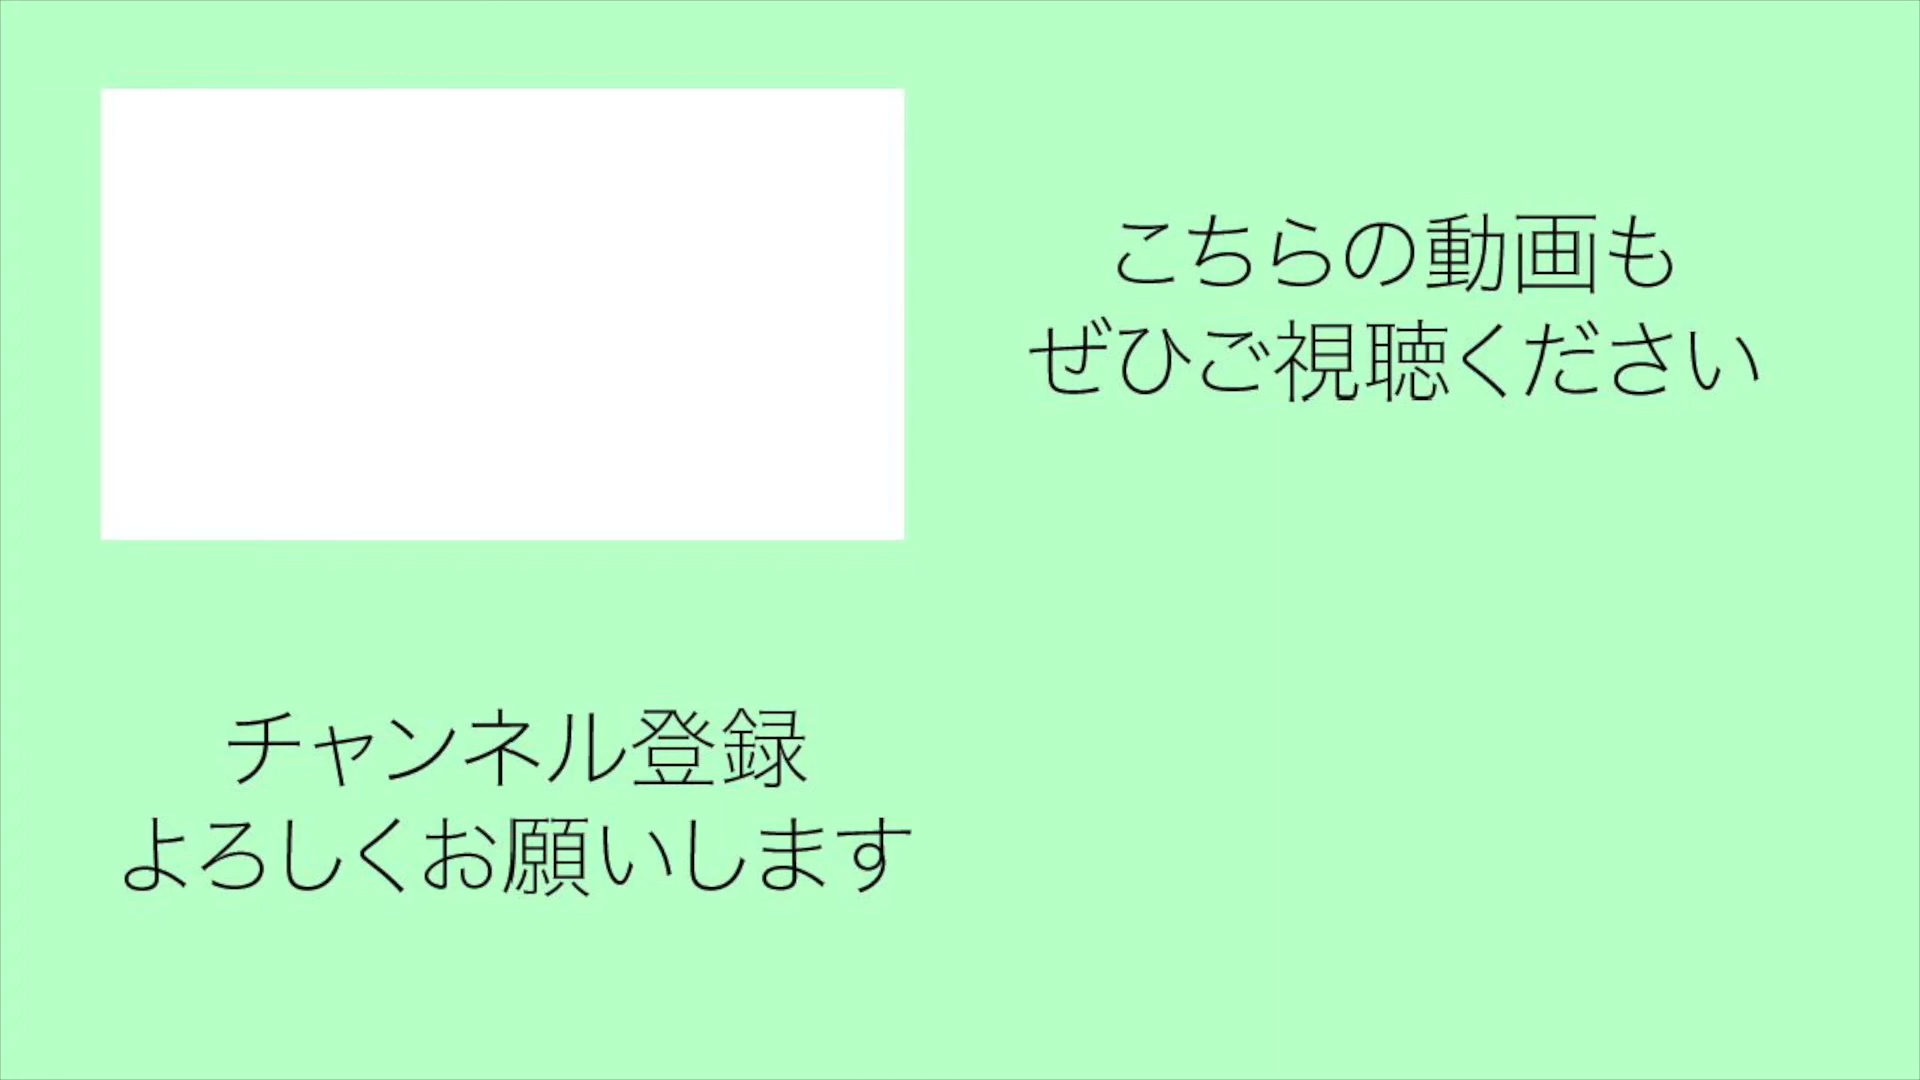 こちらの動画も
ぜひご視聴ください
チャンネル登録
よろしくお願いします